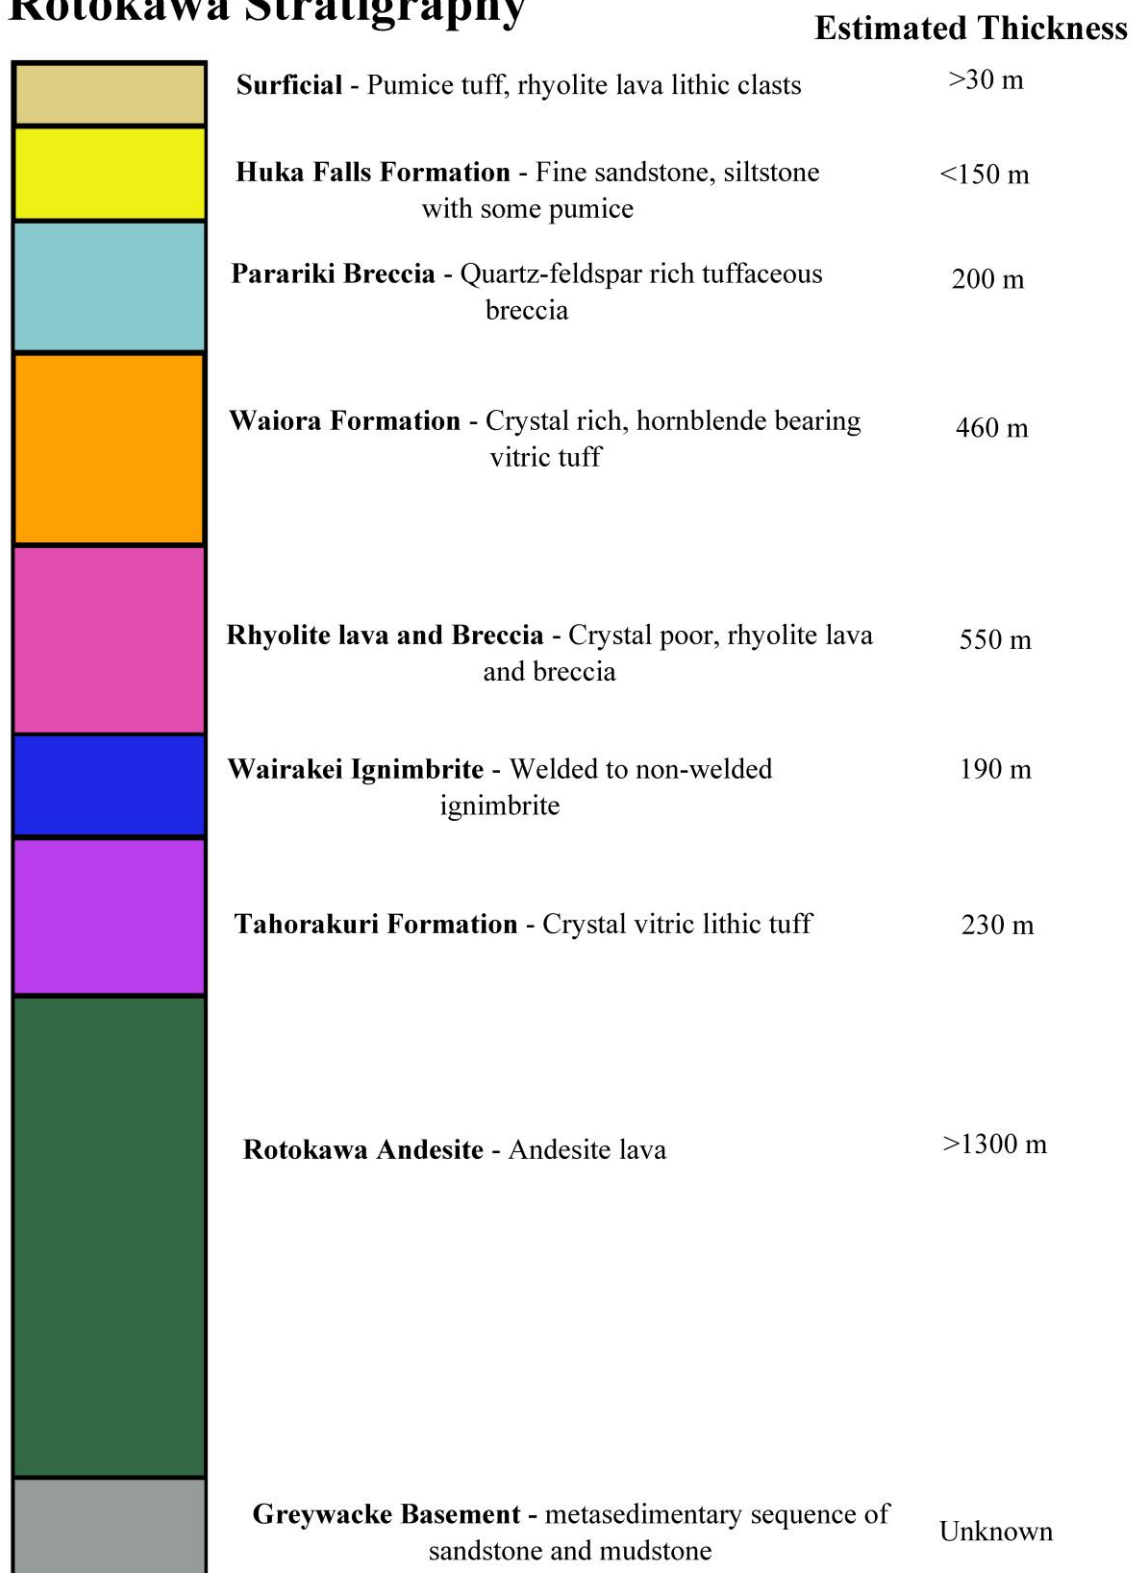 Rotokawa Stratigraphy
Estimated Thickness
Surficial - Pumice tuff, rhyolite lava lithic clasts
>30 m
Huka Falls Formation - Fine sandstone, siltstone
with some pumice
<150 m
Parariki Breccia - Quartz-feldspar rich tuffaceous
breccia
200 m
Waiora Formation - Crystal rich, hornblende bearing
vitric tuff
460 m
Rhyolite lava and Breccia - Crystal poor, rhyolite lava
and breccia
550 m
Wairakei Ignimbrite - Welded to non-welded
ignimbrite
190 m
Tahorakuri Formation - Crystal vitric lithic tuff
230 m
Rotokawa Andesite - Andesite lava
>1300 m
Greywacke Basement - metasedimentary sequence of
sandstone and mudstone
Unknown